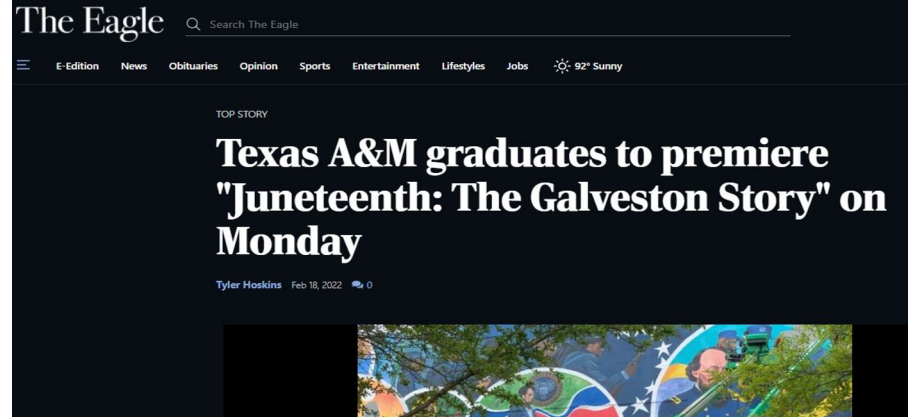 The Eagle
Search The Eagle
E-Edition News Obituaries Opinion Sports Entertainment Lifestyles Jobs 92° Sunny
TOP STORY
Texas A&M graduates to premiere
"Juneteenth: The Galveston Story" on
Monday
Tyler Hoskins Feb 18, 2022 0